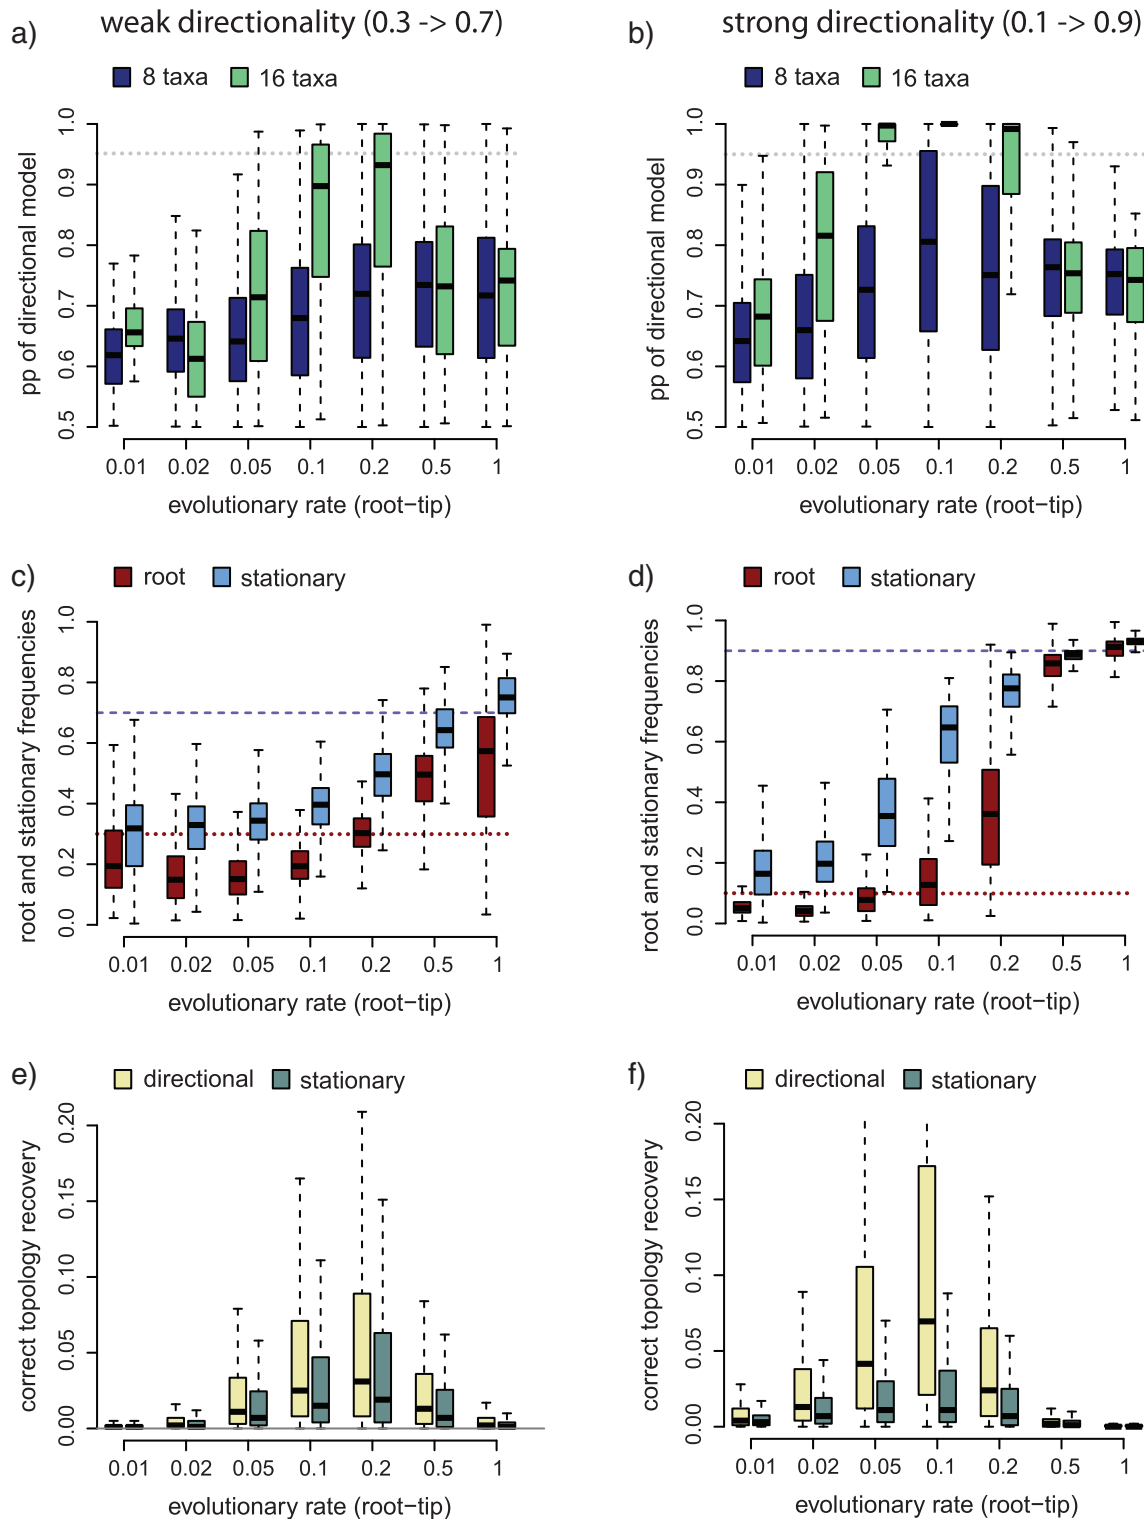 a) weak directionality (0.3 -> 0.7)
8 taxa 16 taxa
pp of directional model
1.0
0.9
0.8
0.7
0.6
0.5
0.01 0.02 0.05 0.1 0.2 0.5 1
evolutionary rate (root−tip)
b) strong directionality (0.1 -> 0.9)
8 taxa 16 taxa
pp of directional model
1.0
0.9
0.8
0.7
0.6
0.5
0.01 0.02 0.05 0.1 0.2 0.5 1
evolutionary rate (root−tip)
c)
root stationary
root and stationary frequencies
1.0
0.8
0.6
0.4
0.2
0.0
0.01 0.02 0.05 0.1 0.2 0.5 1
evolutionary rate (root−tip)
d)
root stationary
root and stationary frequencies
1.0
0.8
0.6
0.4
0.2
0.0
0.01 0.02 0.05 0.1 0.2 0.5 1
evolutionary rate (root−tip)
e)
directional stationary
correct topology recovery
0.20
0.15
0.10
0.05
0.00
0.01 0.02 0.05 0.1 0.2 0.5 1
evolutionary rate (root−tip)
f)
directional stationary
correct topology recovery
0.20
0.15
0.10
0.05
0.00
0.01 0.02 0.05 0.1 0.2 0.5 1
evolutionary rate (root−tip)